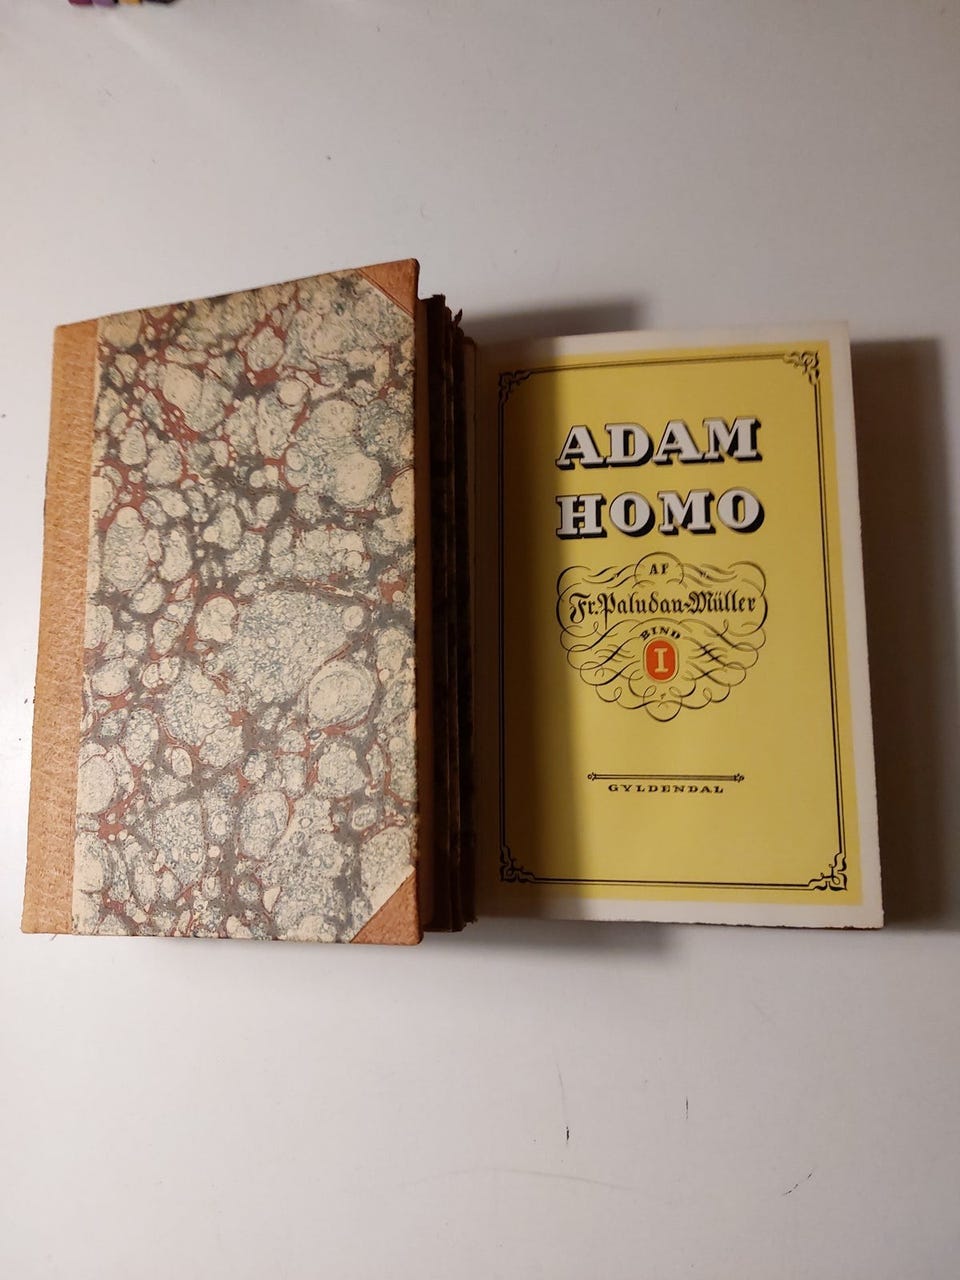 ADAM
HOMO
AF
Fr. Paludan-Müller
BIND
I
GYLDENDAL